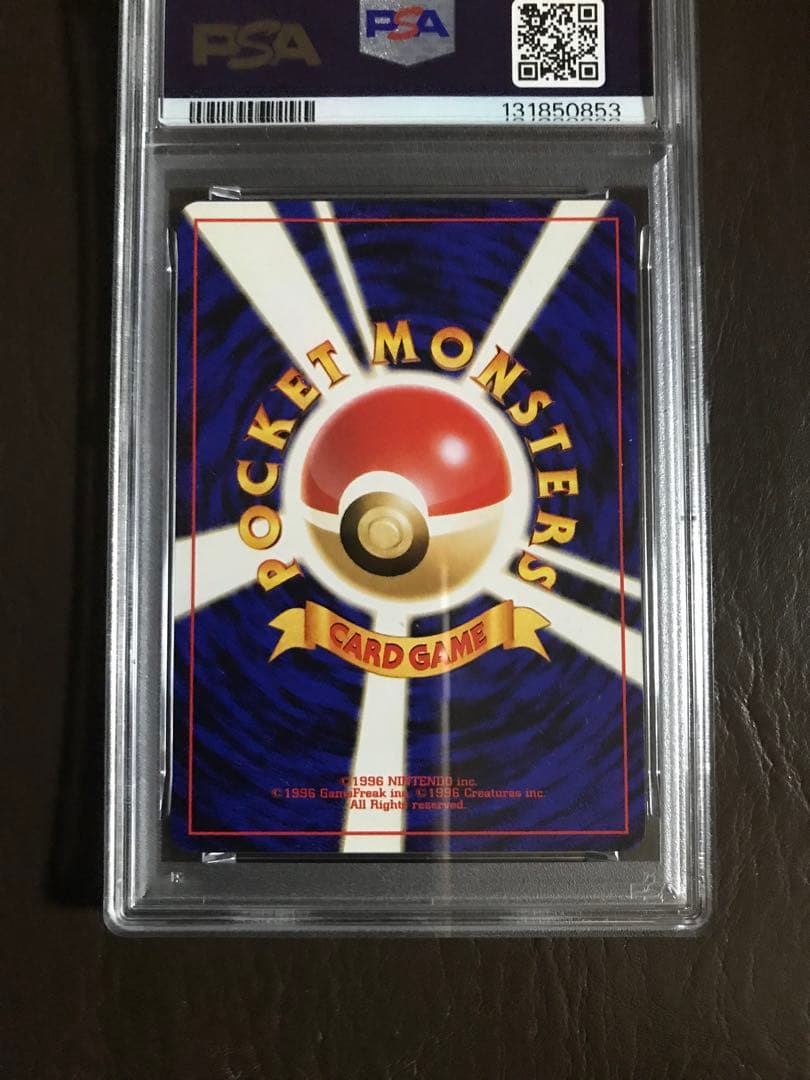 PSA
PSA
131850853
POCKET MONSTERS
CARD GAME
©1996 NINTENDO inc.
©1996 GameFreak inc. ©1996 Creatures inc.
All Rights reserved.